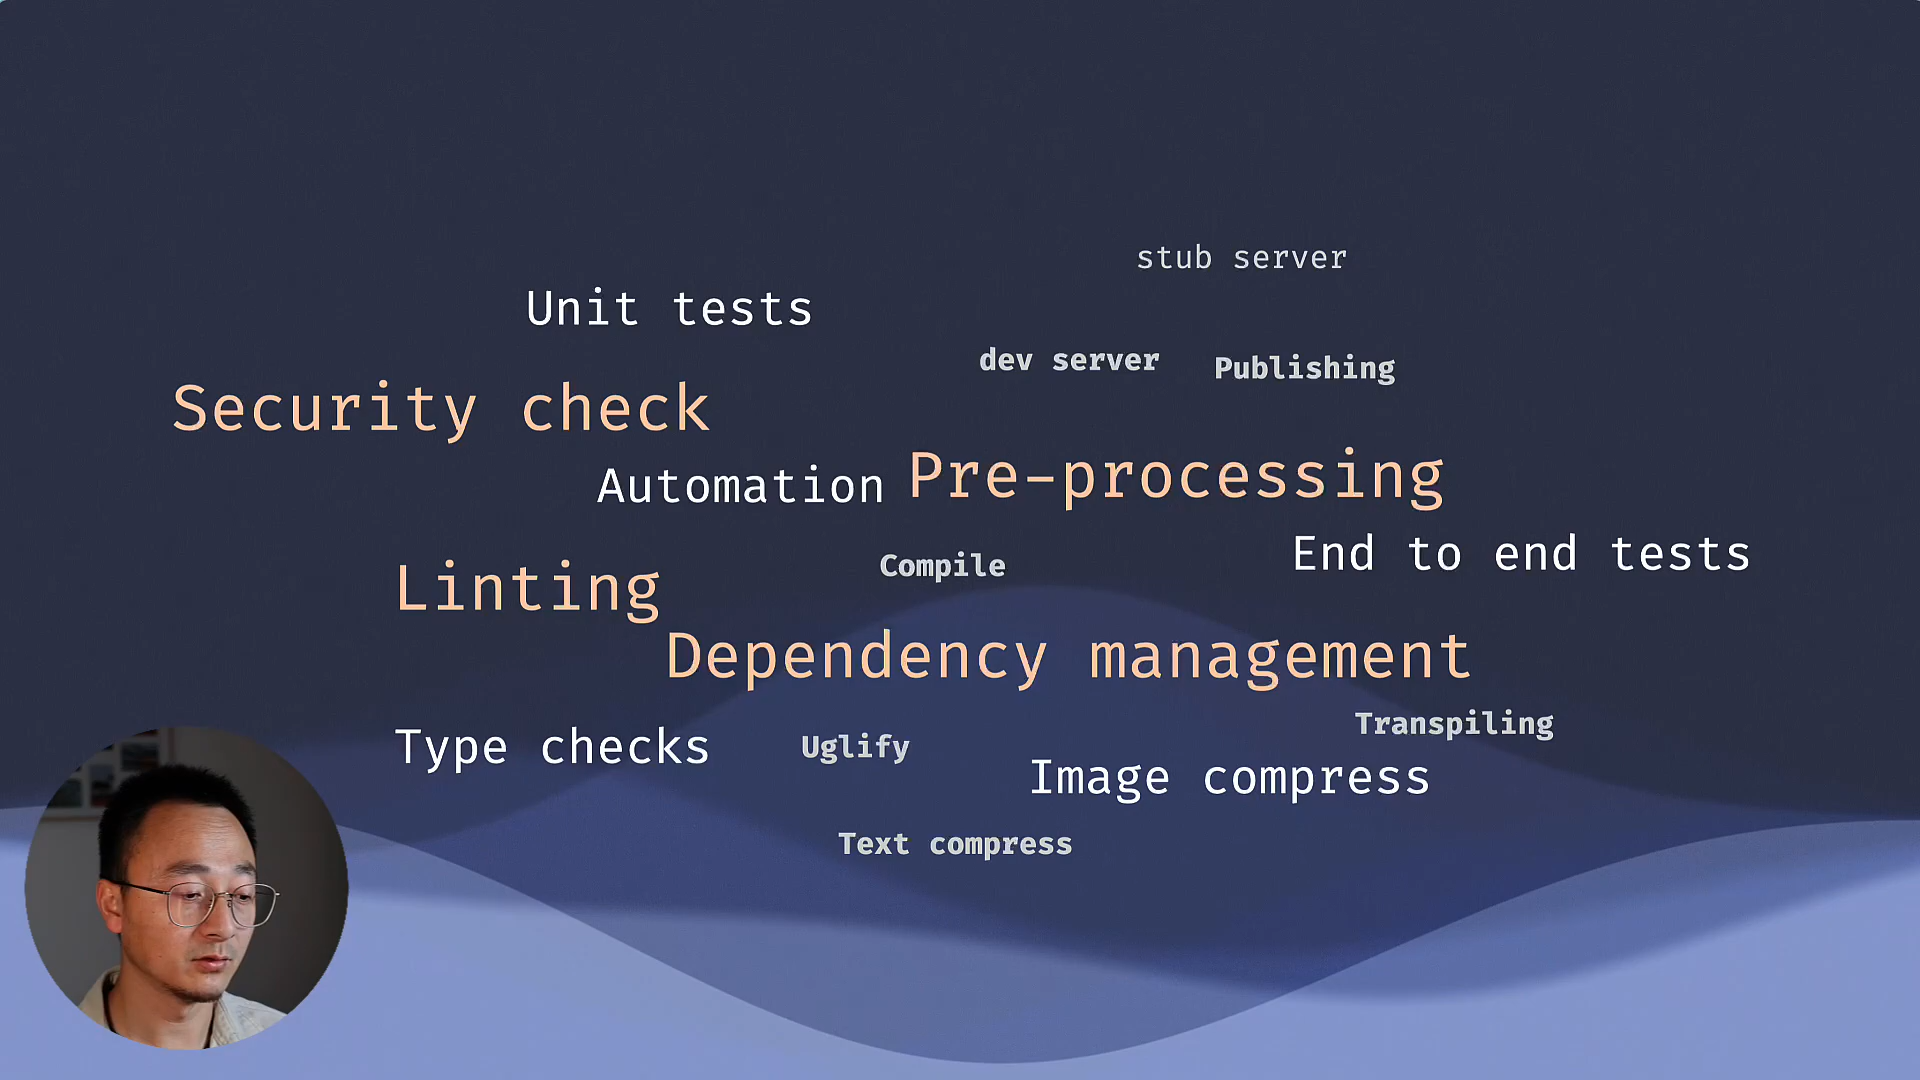 stub server
Unit tests
dev server
Publishing
Security check
Automation
Pre-processing
End to end tests
Compile
Linting
Dependency management
Transpiling
Type checks
Uglify
Image compress
Text compress